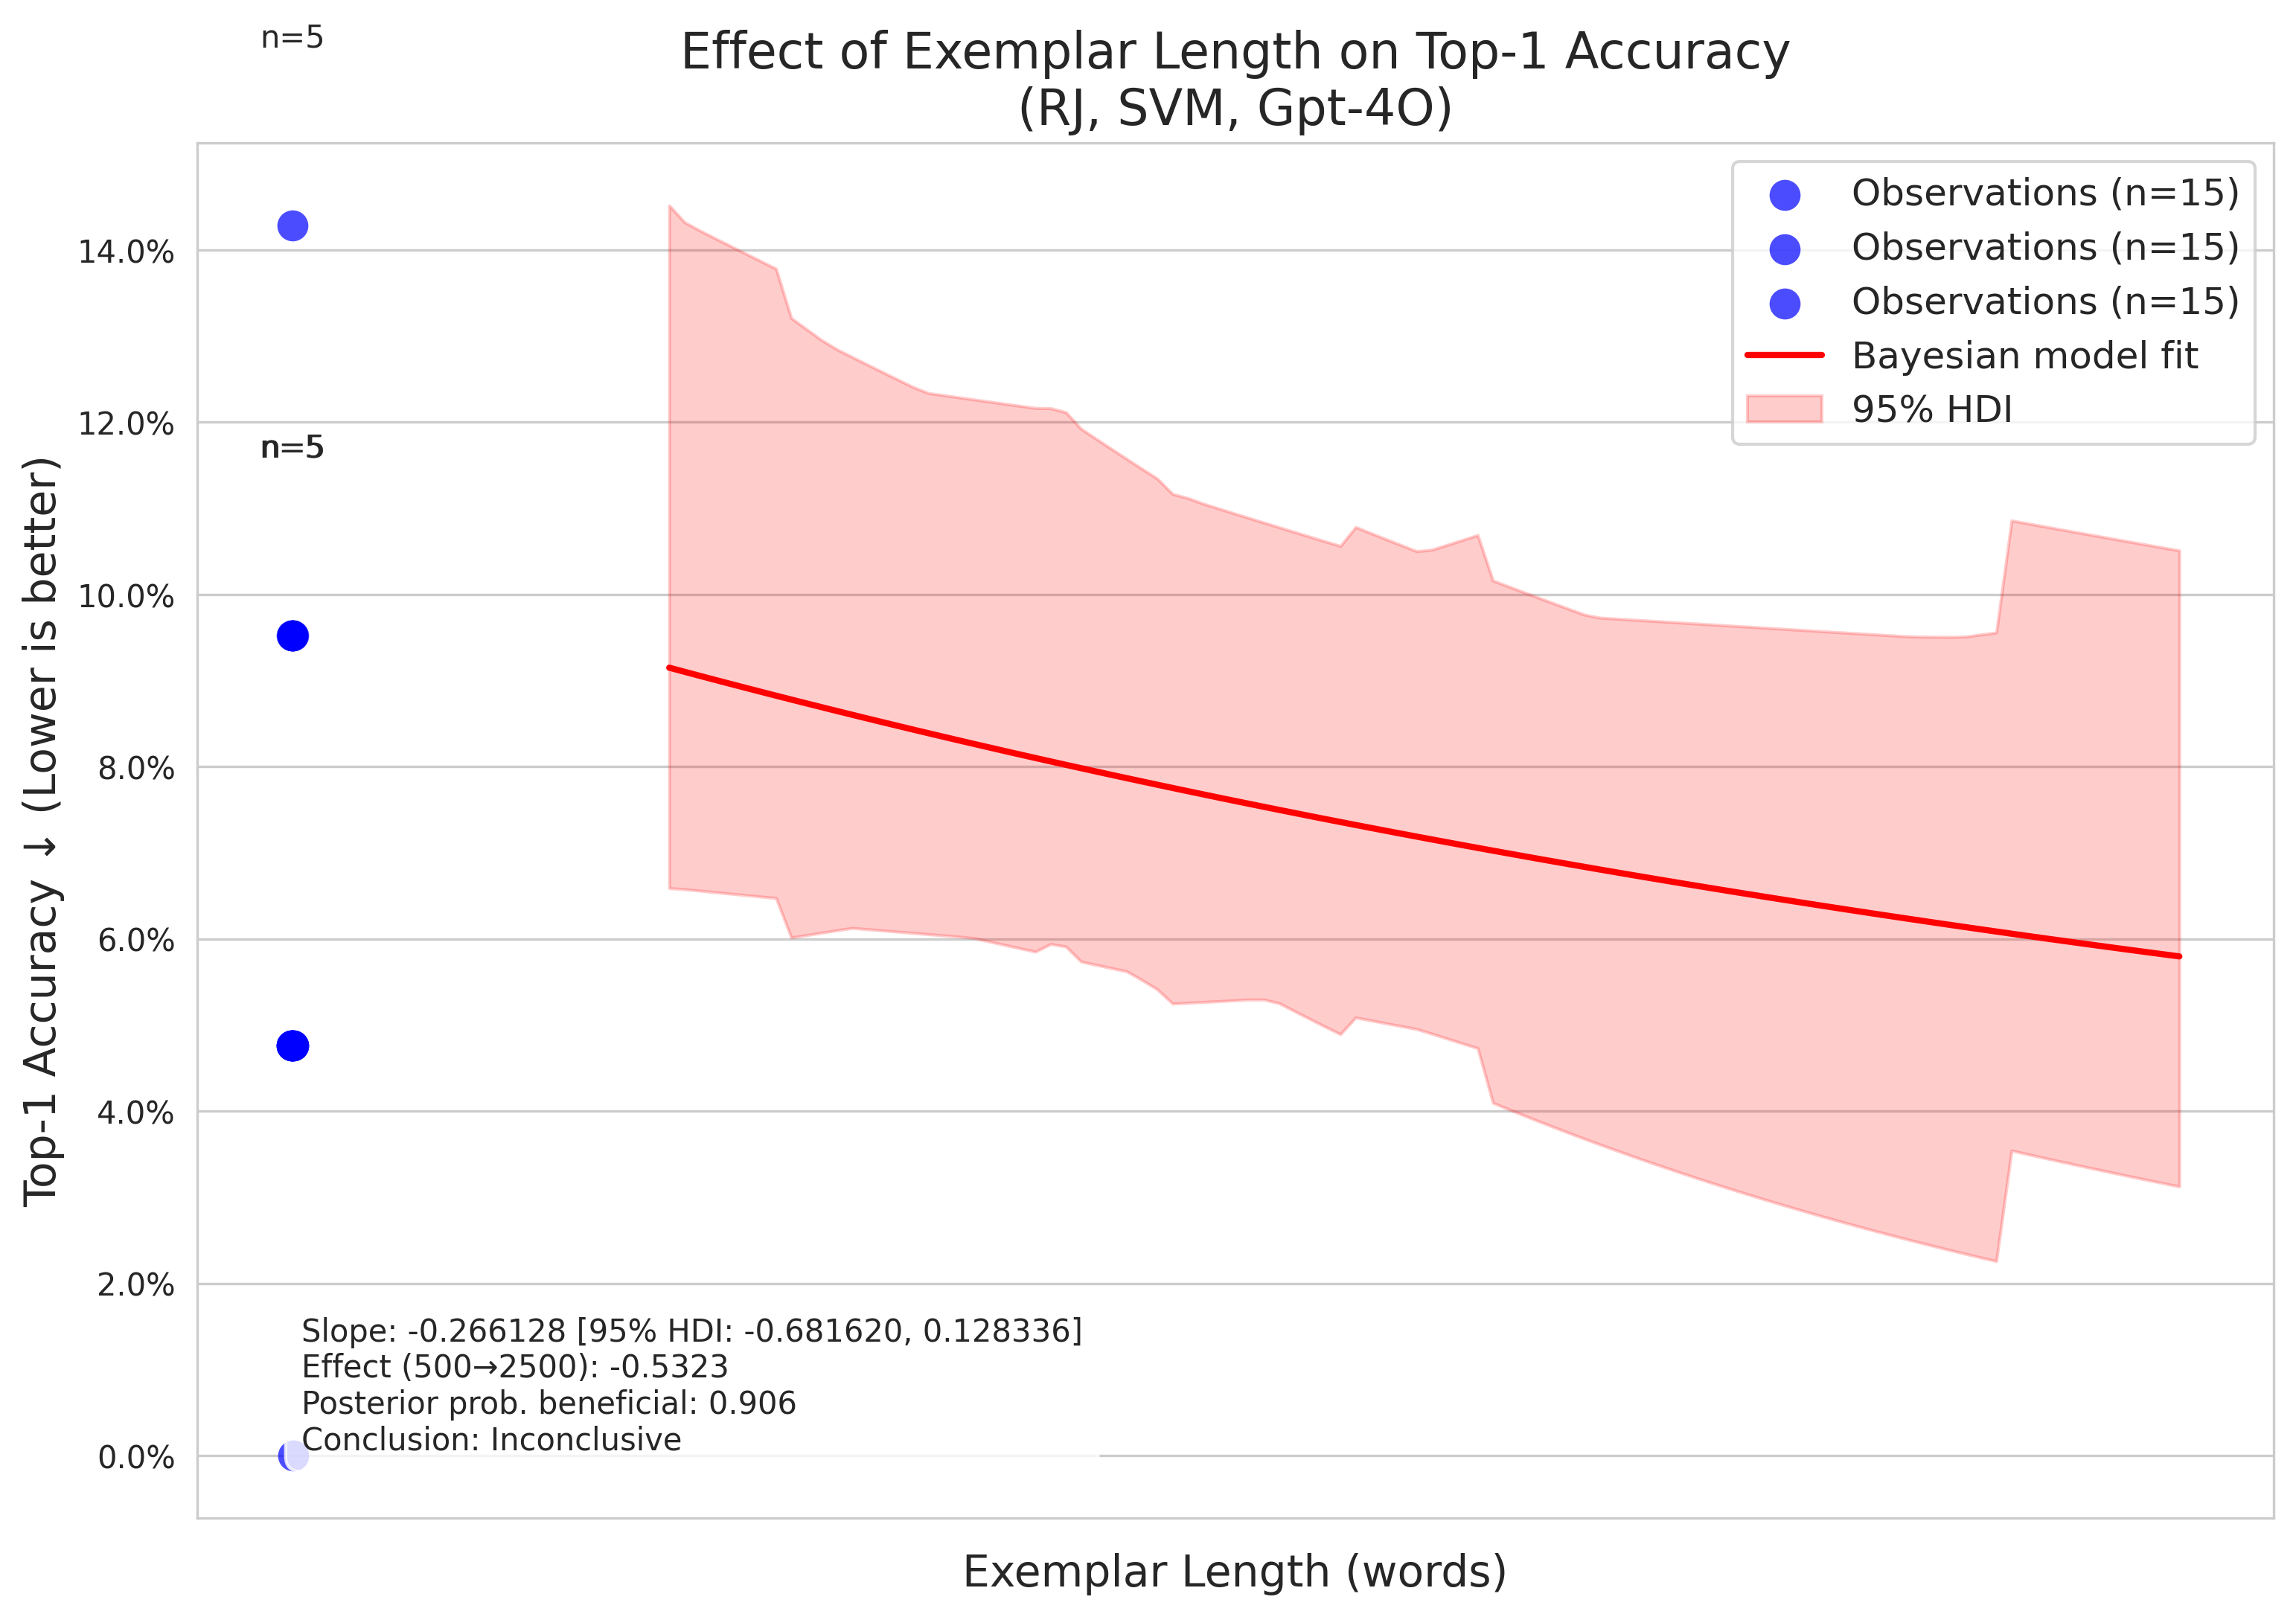 n=5
Effect of Exemplar Length on Top-1 Accuracy
(RJ, SVM, Gpt-4O)
Observations (n=15)
Observations (n=15)
Observations (n=15)
Bayesian model fit
95% HDI
14.0%
12.0%
10.0%
8.0%
6.0%
4.0%
2.0%
0.0%
n=5
Top-1 Accuracy ↓ (Lower is better)
Slope: -0.266128 [95% HDI: -0.681620, 0.128336]
Effect (500→2500): -0.5323
Posterior prob. beneficial: 0.906
Conclusion: Inconclusive
Exemplar Length (words)